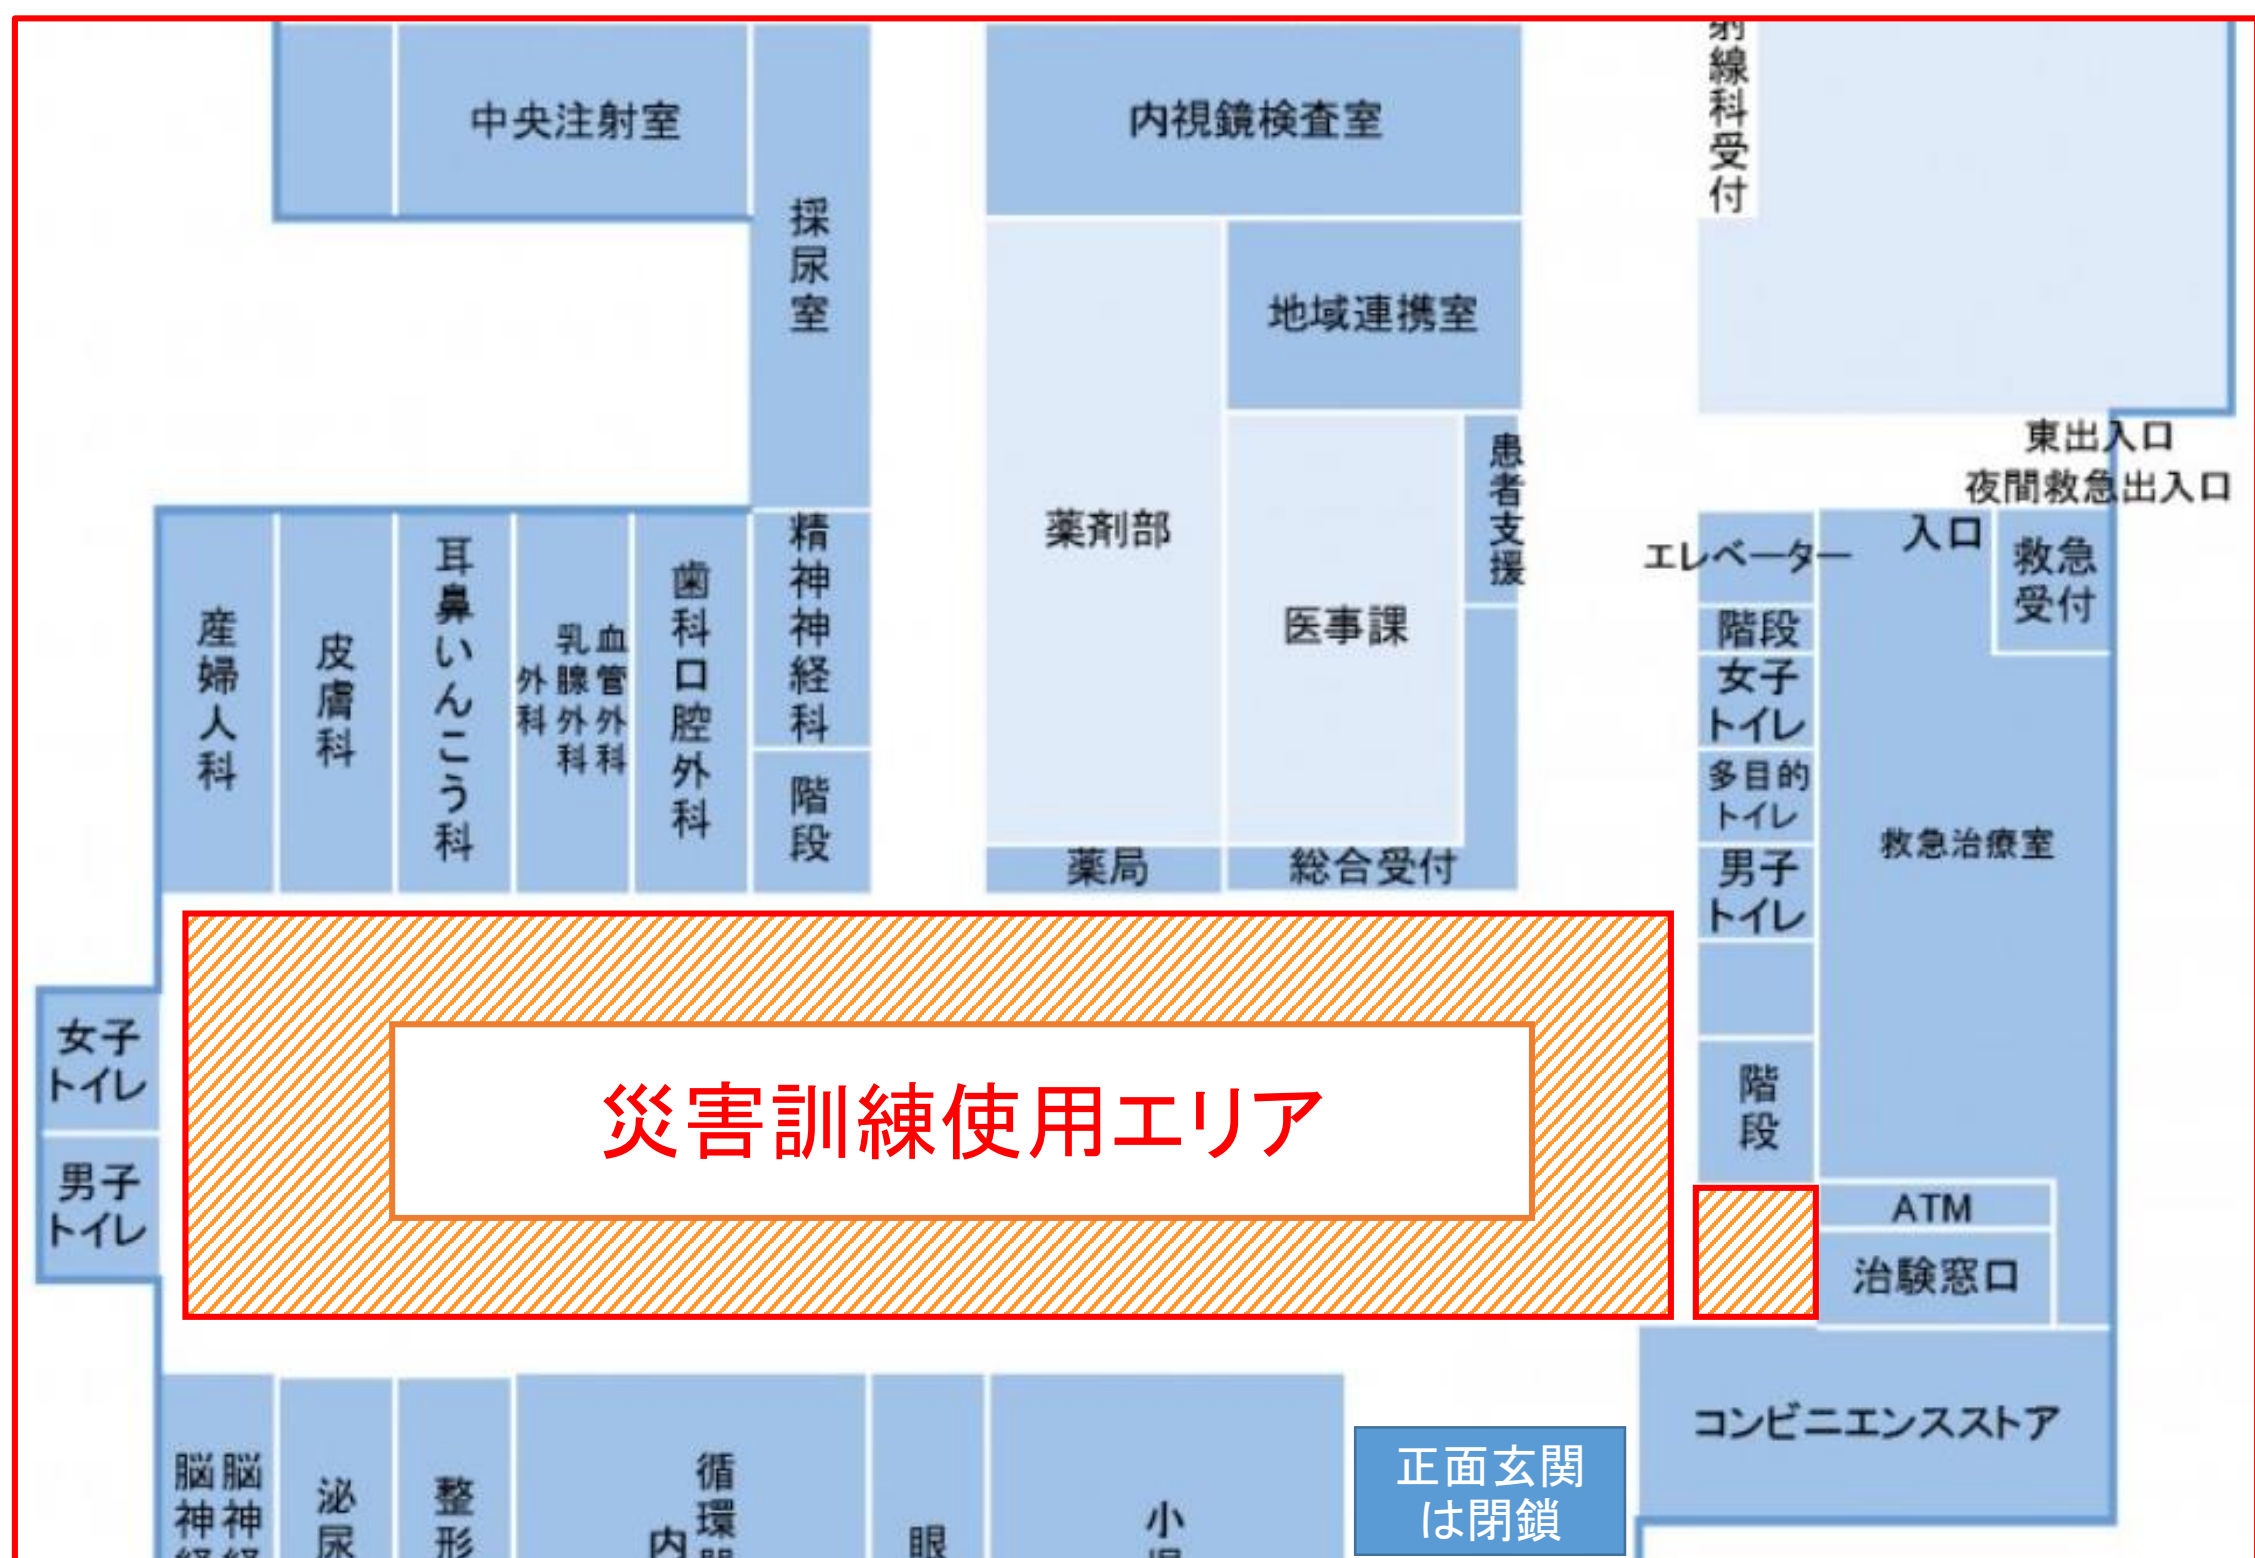 中央注射室
内視鏡検査室
射線科受付
採尿室
地域連携室
患者支援
東出入口
夜間救急出入口
入口
産婦人科
皮膚科
耳鼻いんこう科
外科
乳腺外科
血管外科
歯科口腔外科
精神神経科
階段
薬剤部
医事課
薬局
総合受付
エレベーター
階段
女子
トイレ
多目的
トイレ
男子
トイレ
階段
救急
受付
救急治療室
女子
トイレ
男子
トイレ
災害訓練使用エリア
ATM
治験窓口
コンビニエンスストア
正面玄関
は閉鎖
脳神
脳神
泌尿
整形
内
循環
眼
小